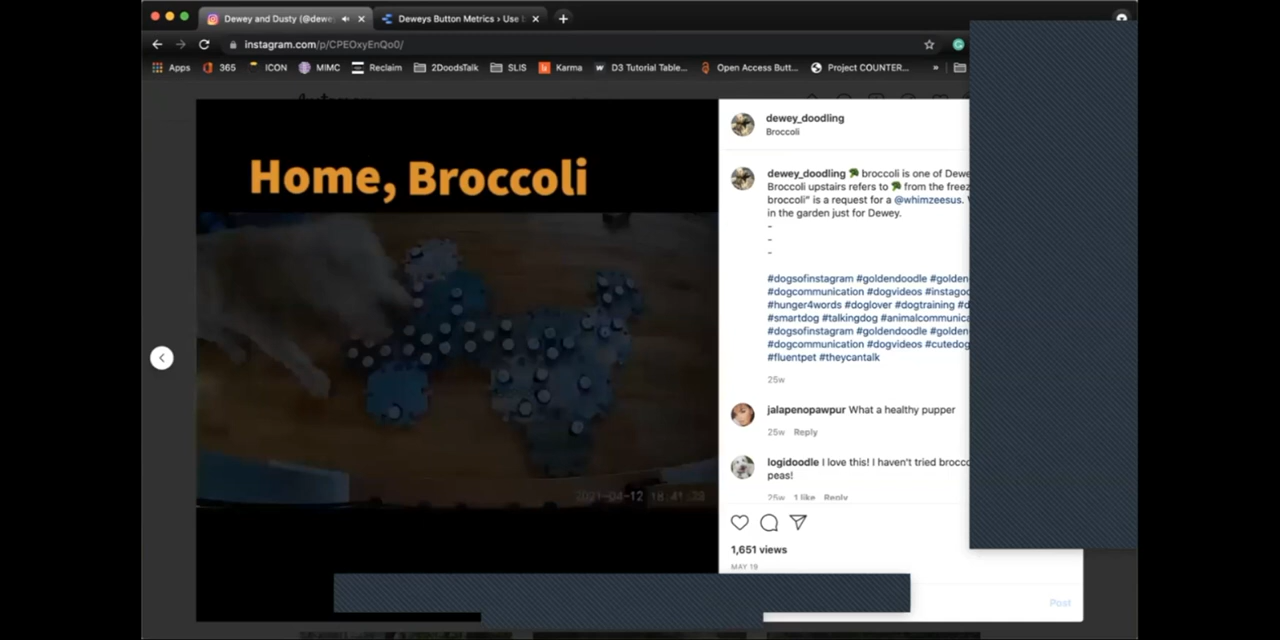 Dewey and Dusty (@dewe
Deweys Button Metrics › Use
instagram.com/p/CPEOxyEnQo0/
Apps 365 ICON MIMC Reclaim 2DoodsTalk SLIS Karma D3 Tutorial Table... Open Access Butt... Project COUNTER... »
Home, Broccoli
2021-04-12 18:41:39
dewey_doodling
Broccoli
dewey_doodling 🥦 broccoli is one of Dewe
Broccoli upstairs refers to 🥦 from the freez
broccoli" is a request for a @whimzeesus.
in the garden just for Dewey.
-
-
-
#dogsofinstagram #goldendoodle #golden
#dogcommunication #dogvideos #instagoo
#hunger4words #doglover #dogtraining #d
#smartdog #talkingdog #animalcommunica
#dogsofinstagram #goldendoodle #golden
#dogcommunication #dogvideos #cutedog
#fluentpet #theycantalk
25w
jalapenopawpur What a healthy pupper
25w Reply
logidoodle I love this! I haven't tried brocco
peas!
25w 1 like Reply
1,651 views
MAY 19
Post